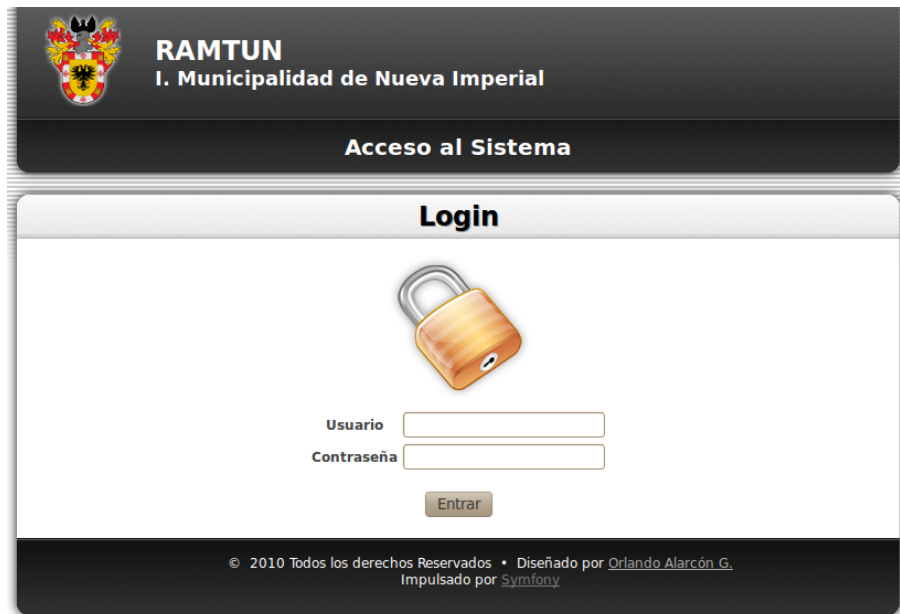 RAMTUN
I. Municipalidad de Nueva Imperial
Acceso al Sistema
Login
Usuario
Contraseña
Entrar
© 2010 Todos los derechos Reservados • Diseñado por Orlando Alarcón G.
Impulsado por Symfony